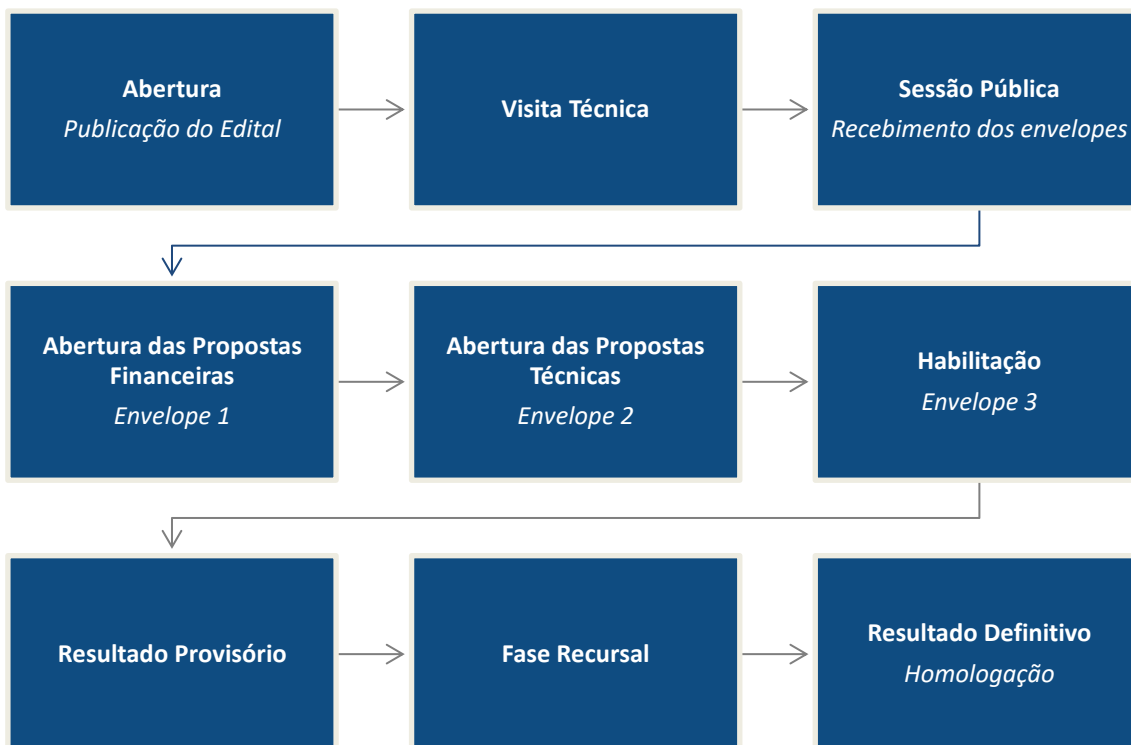 Abertura
Publicação do Edital
Visita Técnica
Sessão Pública
Recebimento dos envelopes
Abertura das Propostas
Financeiras
Envelope 1
Abertura das Propostas
Técnicas
Envelope 2
Habilitação
Envelope 3
Resultado Provisório
Fase Recursal
Resultado Definitivo
Homologação